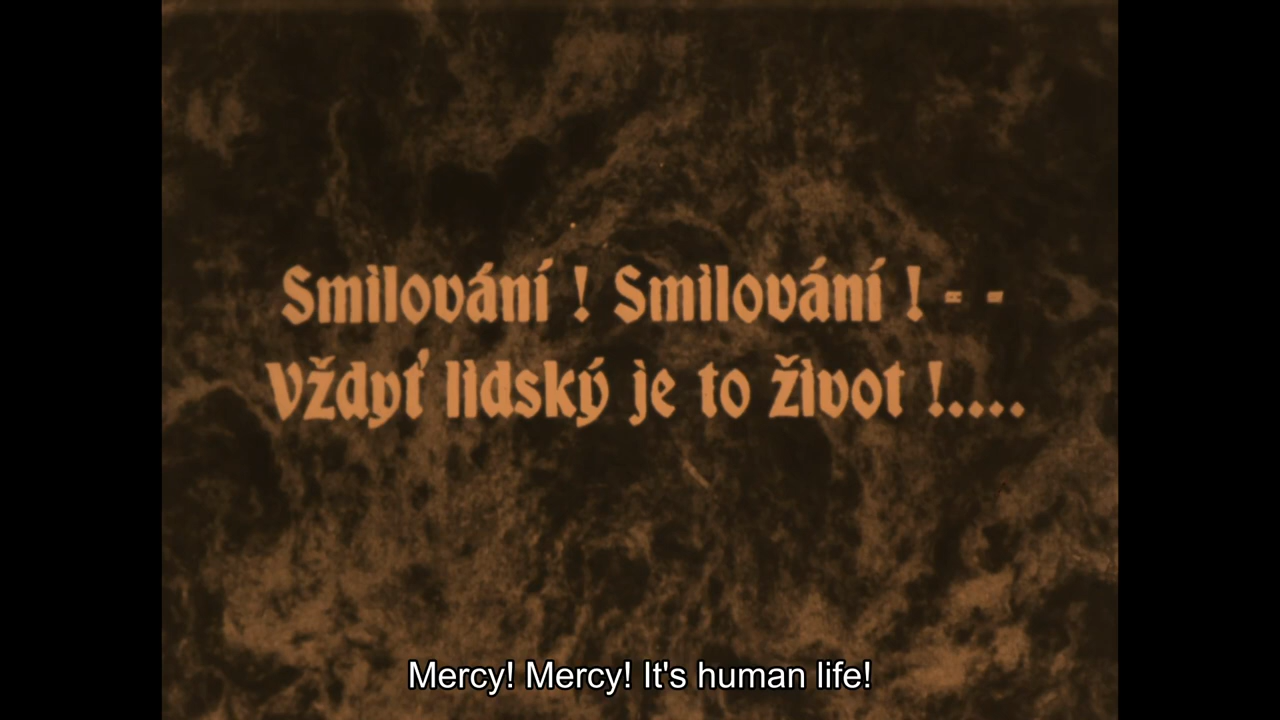 Smilování ! Smilování ! - -
Vždyť lidský je to život !....
Mercy! Mercy! It's human life!